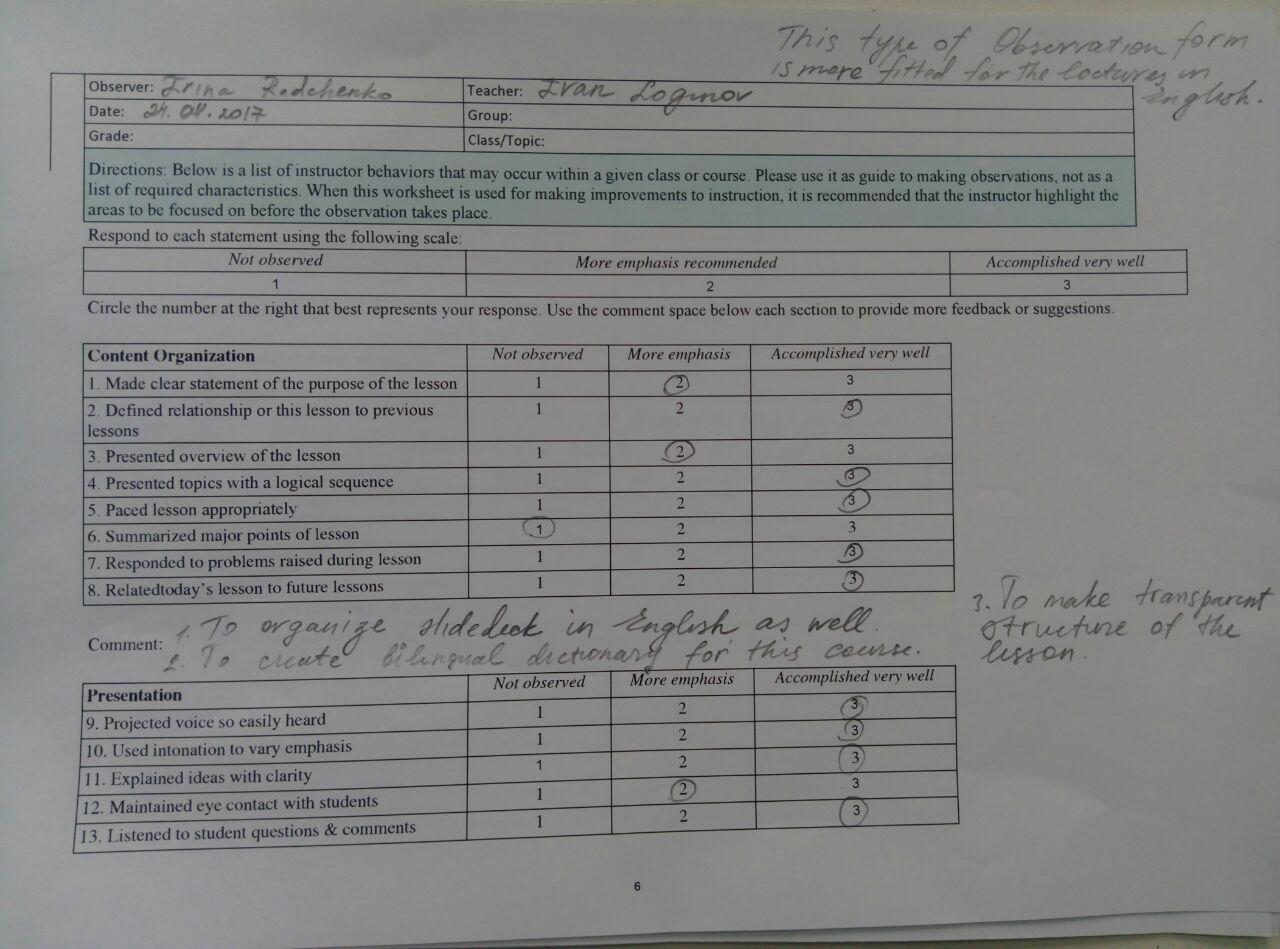 This type of Observation form
is more fitted for the lectures in
English.
Observer: Irina Radchenko
Teacher: Ivan Loginov
Date: 24.04.2017
Group:
Grade:
Class/Topic:
Directions: Below is a list of instructor behaviors that may occur within a given class or course. Please use it as guide to making observations, not as a
list of required characteristics. When this worksheet is used for making improvements to instruction, it is recommended that the instructor highlight the
areas to be focused on before the observation takes place.
Respond to each statement using the following scale:
Not observed More emphasis recommended Accomplished very well
1 2 3
Circle the number at the right that best represents your response. Use the comment space below each section to provide more feedback or suggestions.
Content Organization Not observed More emphasis Accomplished very well
1. Made clear statement of the purpose of the lesson 1 2 3
2. Defined relationship or this lesson to previous 1 2 3
lessons
3. Presented overview of the lesson 1 2 3
4. Presented topics with a logical sequence 1 2 3
5. Paced lesson appropriately 1 2 3
6. Summarized major points of lesson 1 2 3
7. Responded to problems raised during lesson 1 2 3
8. Relatedtoday's lesson to future lessons 1 2 3
Comment: 1. To organize slidedeck in English as well.
2. To create bilingual dictionary for this course.
3. To make transparent
structure of the
lesson.
Presentation Not observed More emphasis Accomplished very well
9. Projected voice so easily heard 1 2 3
10. Used intonation to vary emphasis 1 2 3
11. Explained ideas with clarity 1 2 3
12. Maintained eye contact with students 1 2 3
13. Listened to student questions & comments 1 2 3
6